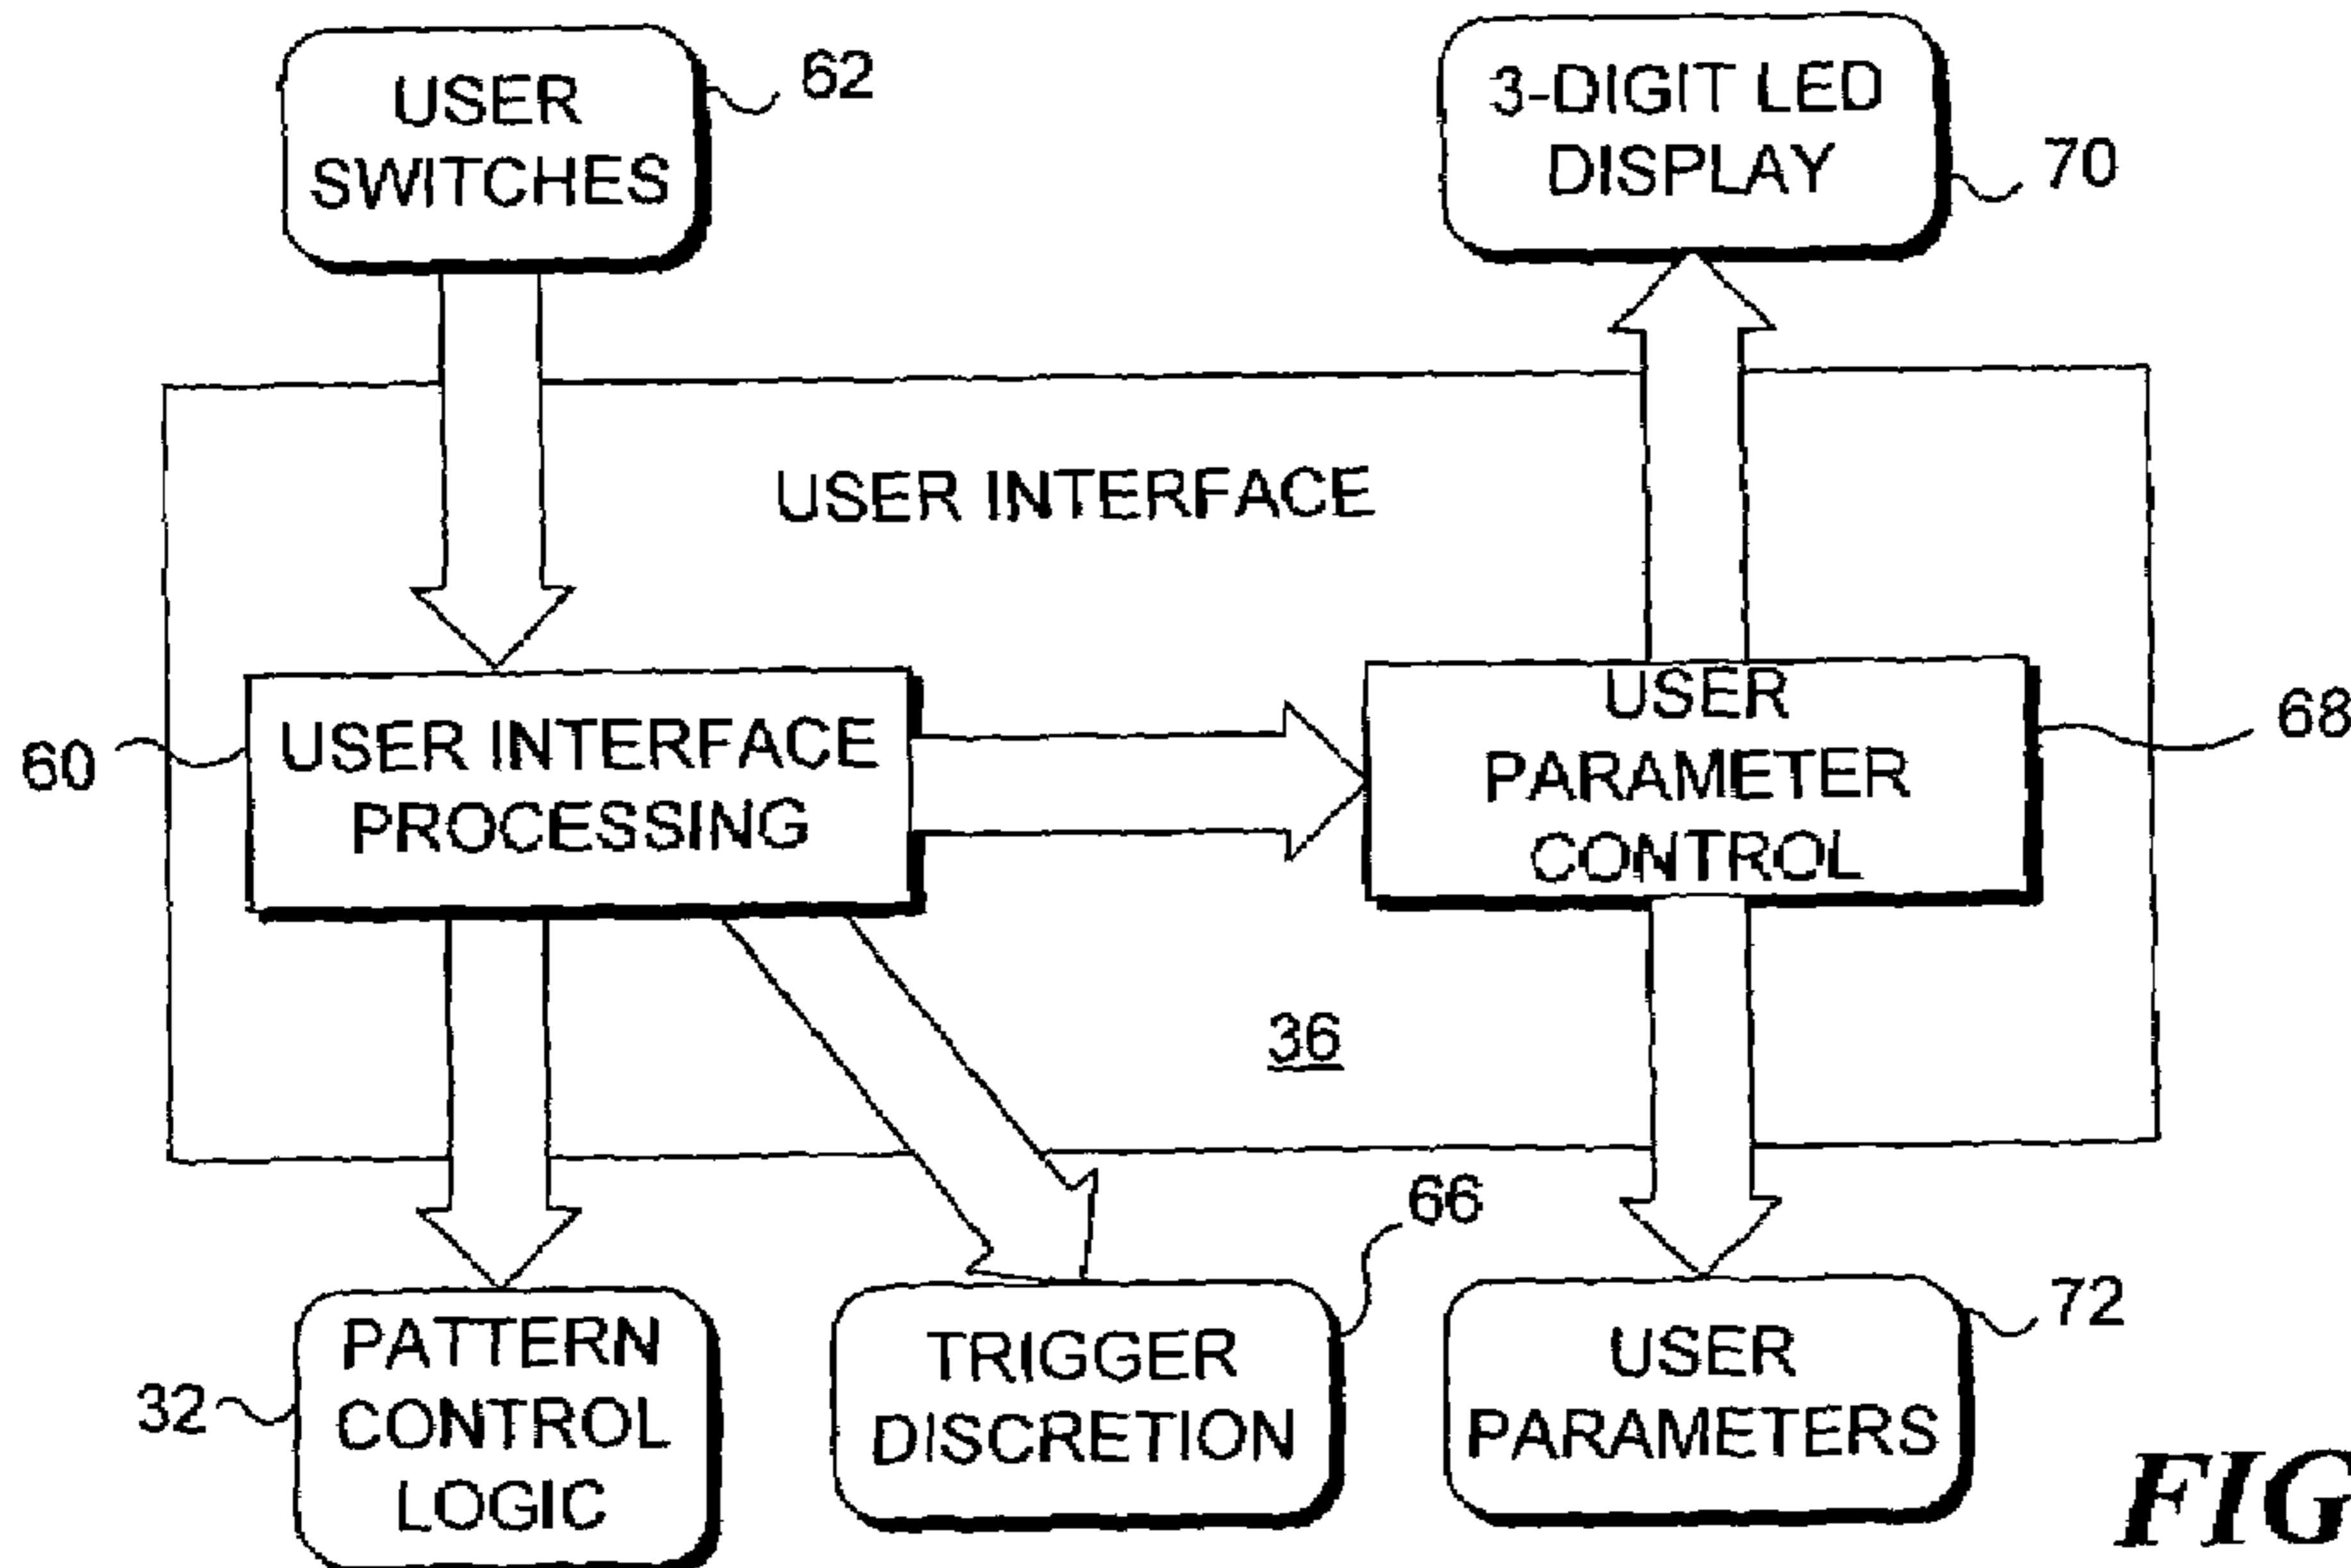 USER
SWITCHES
62
3-DIGIT LED
DISPLAY
70
USER INTERFACE
60
USER INTERFACE
PROCESSING
USER
PARAMETER
CONTROL
68
36
32
PATTERN
CONTROL
LOGIC
TRIGGER
DISCRETION
66
USER
PARAMETERS
72
FIG